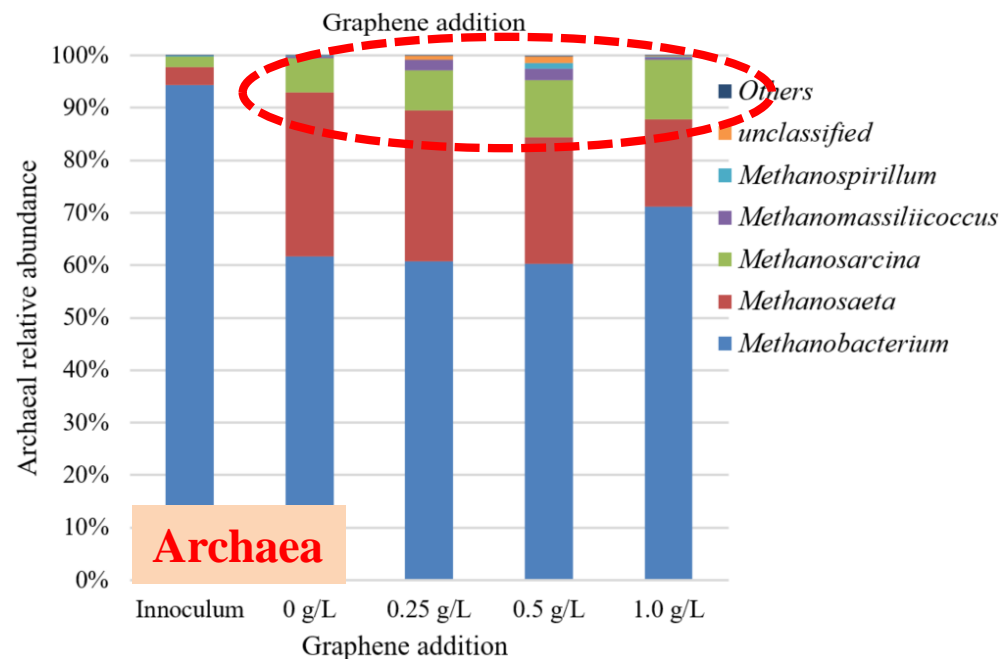 Graphene addition
100%
90%
80%
70%
60%
50%
40%
30%
20%
10%
0%
Archaeal relative abundance
Others
unclassified
Methanospirillum
Methanomassiliicoccus
Methanosarcina
Methanosaeta
Methanobacterium
Archaea
Innoculum 0 g/L 0.25 g/L 0.5 g/L 1.0 g/L
Graphene addition